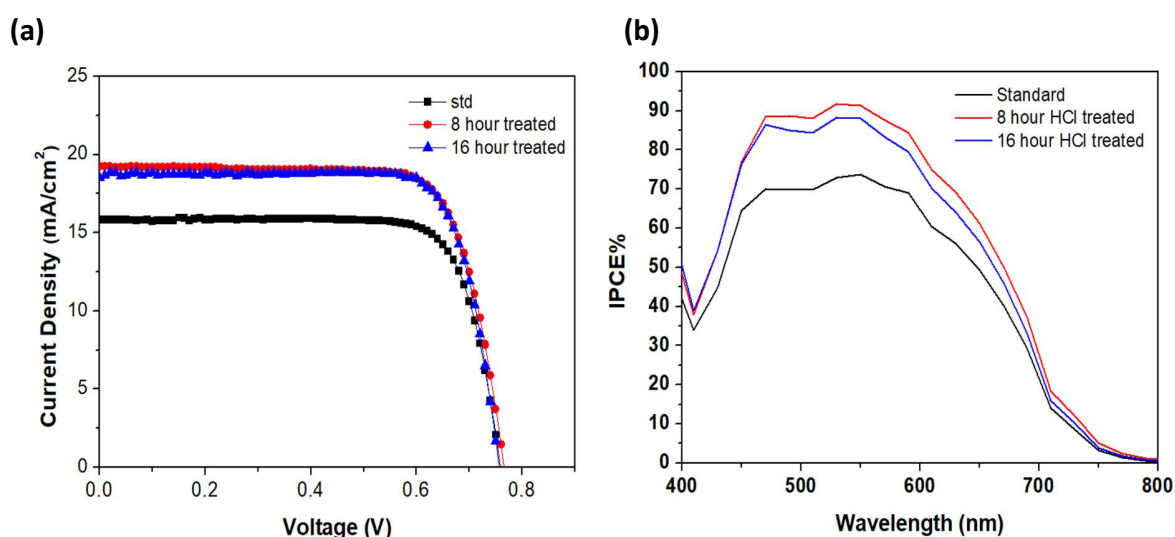 (a)
25
20
15
10
5
0
0.0 0.2 0.4 0.6 0.8
Current Density (mA/cm²)
Voltage (V)
std
8 hour treated
16 hour treated
(b)
100
90
80
70
60
50
40
30
20
10
0
400 500 600 700 800
IPCE%
Wavelength (nm)
Standard
8 hour HCl treated
16 hour HCl treated